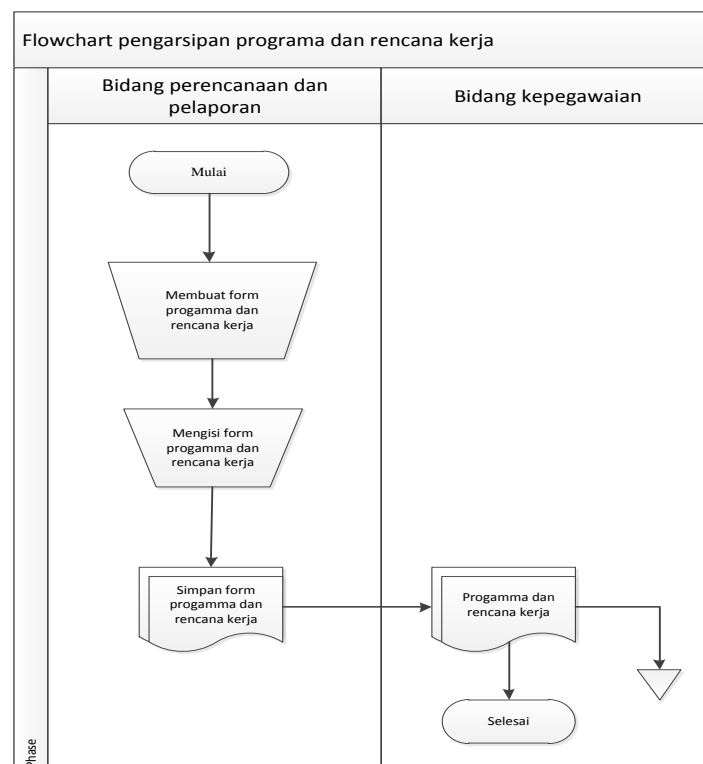 Flowchart pengarsipan programa dan rencana kerja
Bidang perencanaan dan
pelaporan
Bidang kepegawaian
Mulai
Membuat form
progamma dan
rencana kerja
Mengisi form
progamma dan
rencana kerja
Simpan form
progamma dan
rencana kerja
Progamma dan
rencana kerja
Selesai
Phase